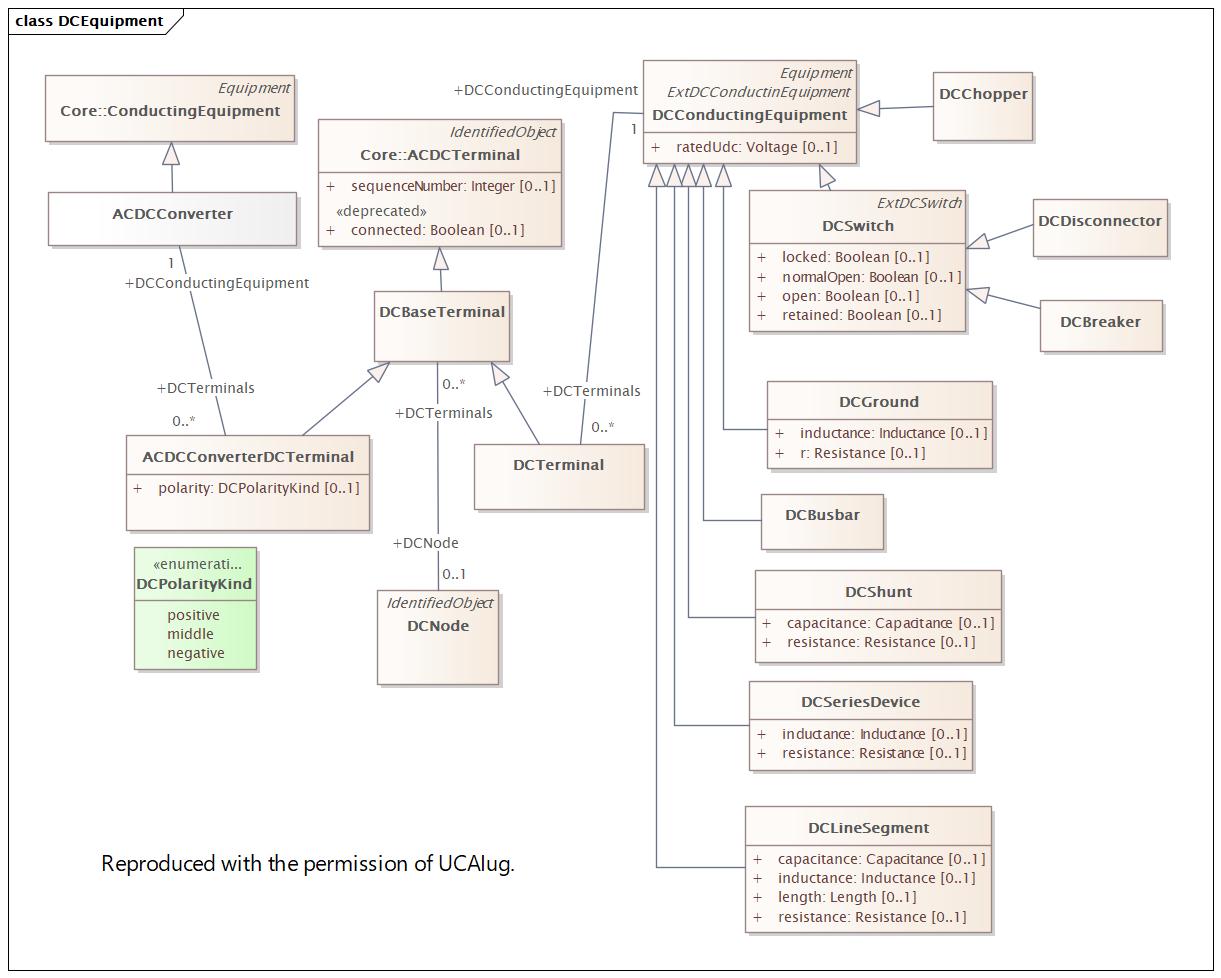 class DCEquipment
Equipment
Core::ConductingEquipment
ACDCConverter
1
+DCConductingEquipment
+DCTerminals
0..*
ACDCConverterDCTerminal
+ polarity: DCPolarityKind [0..1]
«enumerati...
DCPolarityKind
positive
middle
negative
IdentifiedObject
Core::ACDCTerminal
+ sequenceNumber: Integer [0..1]
«deprecated»
+ connected: Boolean [0..1]
DCBaseTerminal
0..*
+DCTerminals
+DCNode
0..1
IdentifiedObject
DCNode
+DCConductingEquipment
1
+DCTerminals
0..*
DCTerminal
Equipment
ExtDCConductinEquipment
DCConductingEquipment
+ ratedUdc: Voltage [0..1]
DCChopper
ExtDCSwitch
DCSwitch
+ locked: Boolean [0..1]
+ normalOpen: Boolean [0..1]
+ open: Boolean [0..1]
+ retained: Boolean [0..1]
DCDisconnector
DCBreaker
DCGround
+ inductance: Inductance [0..1]
+ r: Resistance [0..1]
DCBusbar
DCShunt
+ capacitance: Capacitance [0..1]
+ resistance: Resistance [0..1]
DCSeriesDevice
+ inductance: Inductance [0..1]
+ resistance: Resistance [0..1]
DCLineSegment
+ capacitance: Capacitance [0..1]
+ inductance: Inductance [0..1]
+ length: Length [0..1]
+ resistance: Resistance [0..1]
Reproduced with the permission of UCAIug.